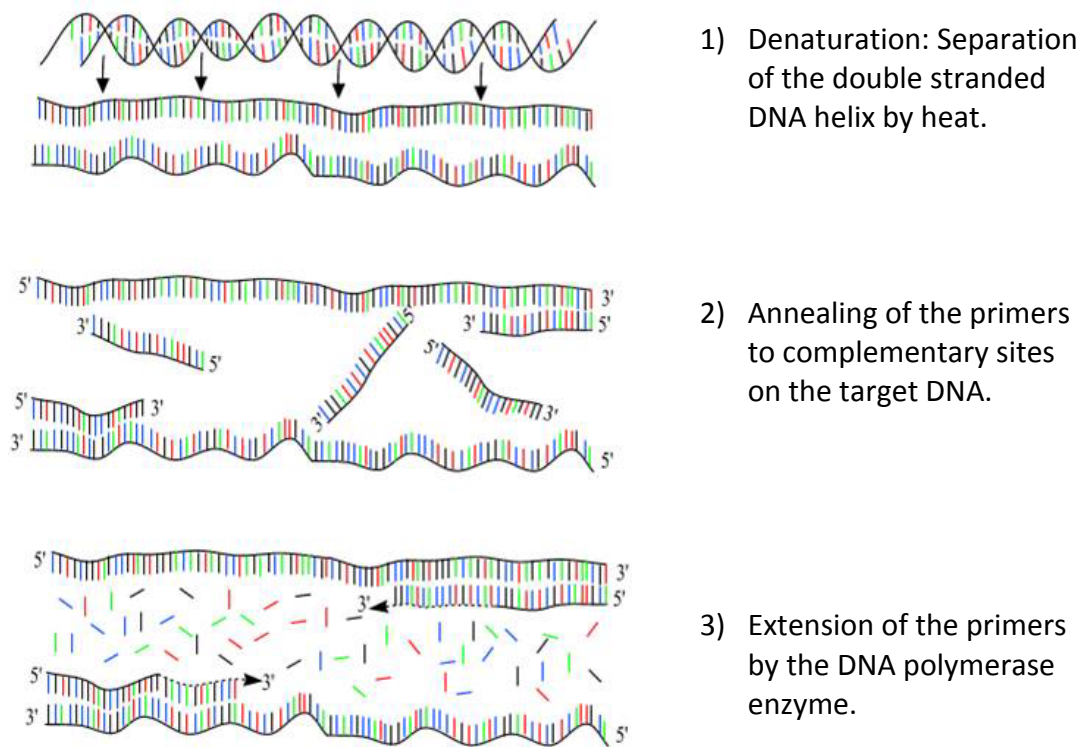 1) Denaturation: Separation
of the double stranded
DNA helix by heat.
5'
3'
3'
5'
5'
3'
5'
5'
3'
5'
3'
3'
3'
5'
2) Annealing of the primers
to complementary sites
on the target DNA.
5'
3'
3'
5'
5'
3'
3'
5'
3) Extension of the primers
by the DNA polymerase
enzyme.